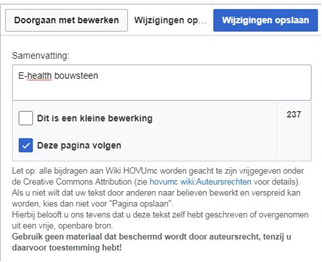 Doorgaan met bewerken Wijzigingen op... Wijzigingen opslaan
Samenvatting:
E-health bouwsteen
Dit is een kleine bewerking 237
Deze pagina volgen
Let op: alle bijdragen aan Wiki HOVUmc worden geacht te zijn vrijgegeven onder
de Creative Commons Attribution (zie hovumc wiki:Auteursrechten voor details).
Als u niet wilt dat uw tekst door anderen naar believen bewerkt en verspreid kan
worden, kies dan niet voor "Pagina opslaan".
Hierbij belooft u ons tevens dat u deze tekst zelf hebt geschreven of overgenomen
uit een vrije, openbare bron.
Gebruik geen materiaal dat beschermd wordt door auteursrecht, tenzij u
daarvoor toestemming hebt!